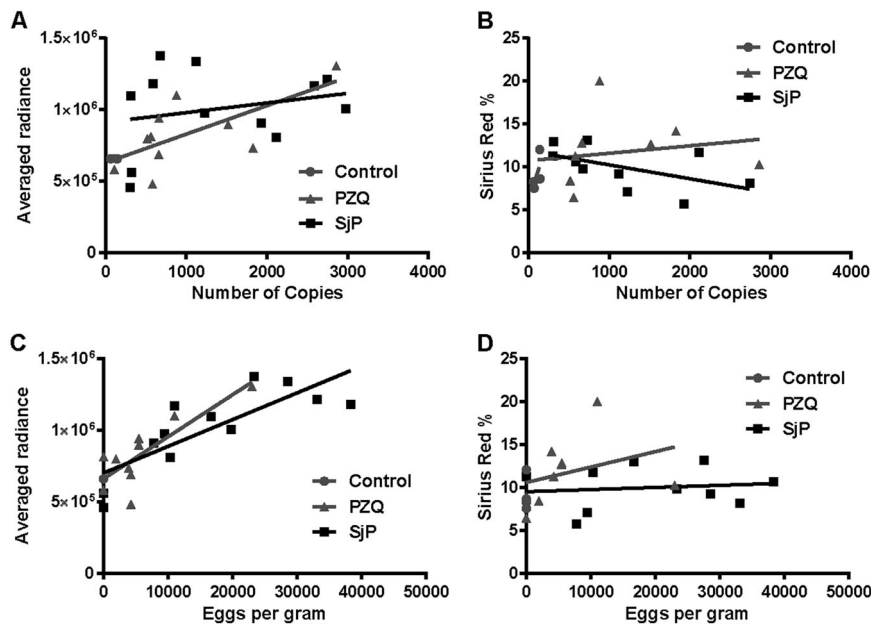 A
1.5×10⁶
1.0×10⁶
5.0×10⁵
0
Averaged radiance
0 1000 2000 3000 4000
Number of Copies
Control
PZQ
SjP
B
25
20
15
10
5
0
Sirius Red %
0 1000 2000 3000 4000
Number of Copies
Control
PZQ
SjP
C
1.5×10⁶
1.0×10⁶
5.0×10⁵
0
Averaged radiance
0 10000 20000 30000 40000 50000
Eggs per gram
Control
PZQ
SjP
D
25
20
15
10
5
0
Sirius Red %
0 10000 20000 30000 40000 50000
Eggs per gram
Control
PZQ
SjP